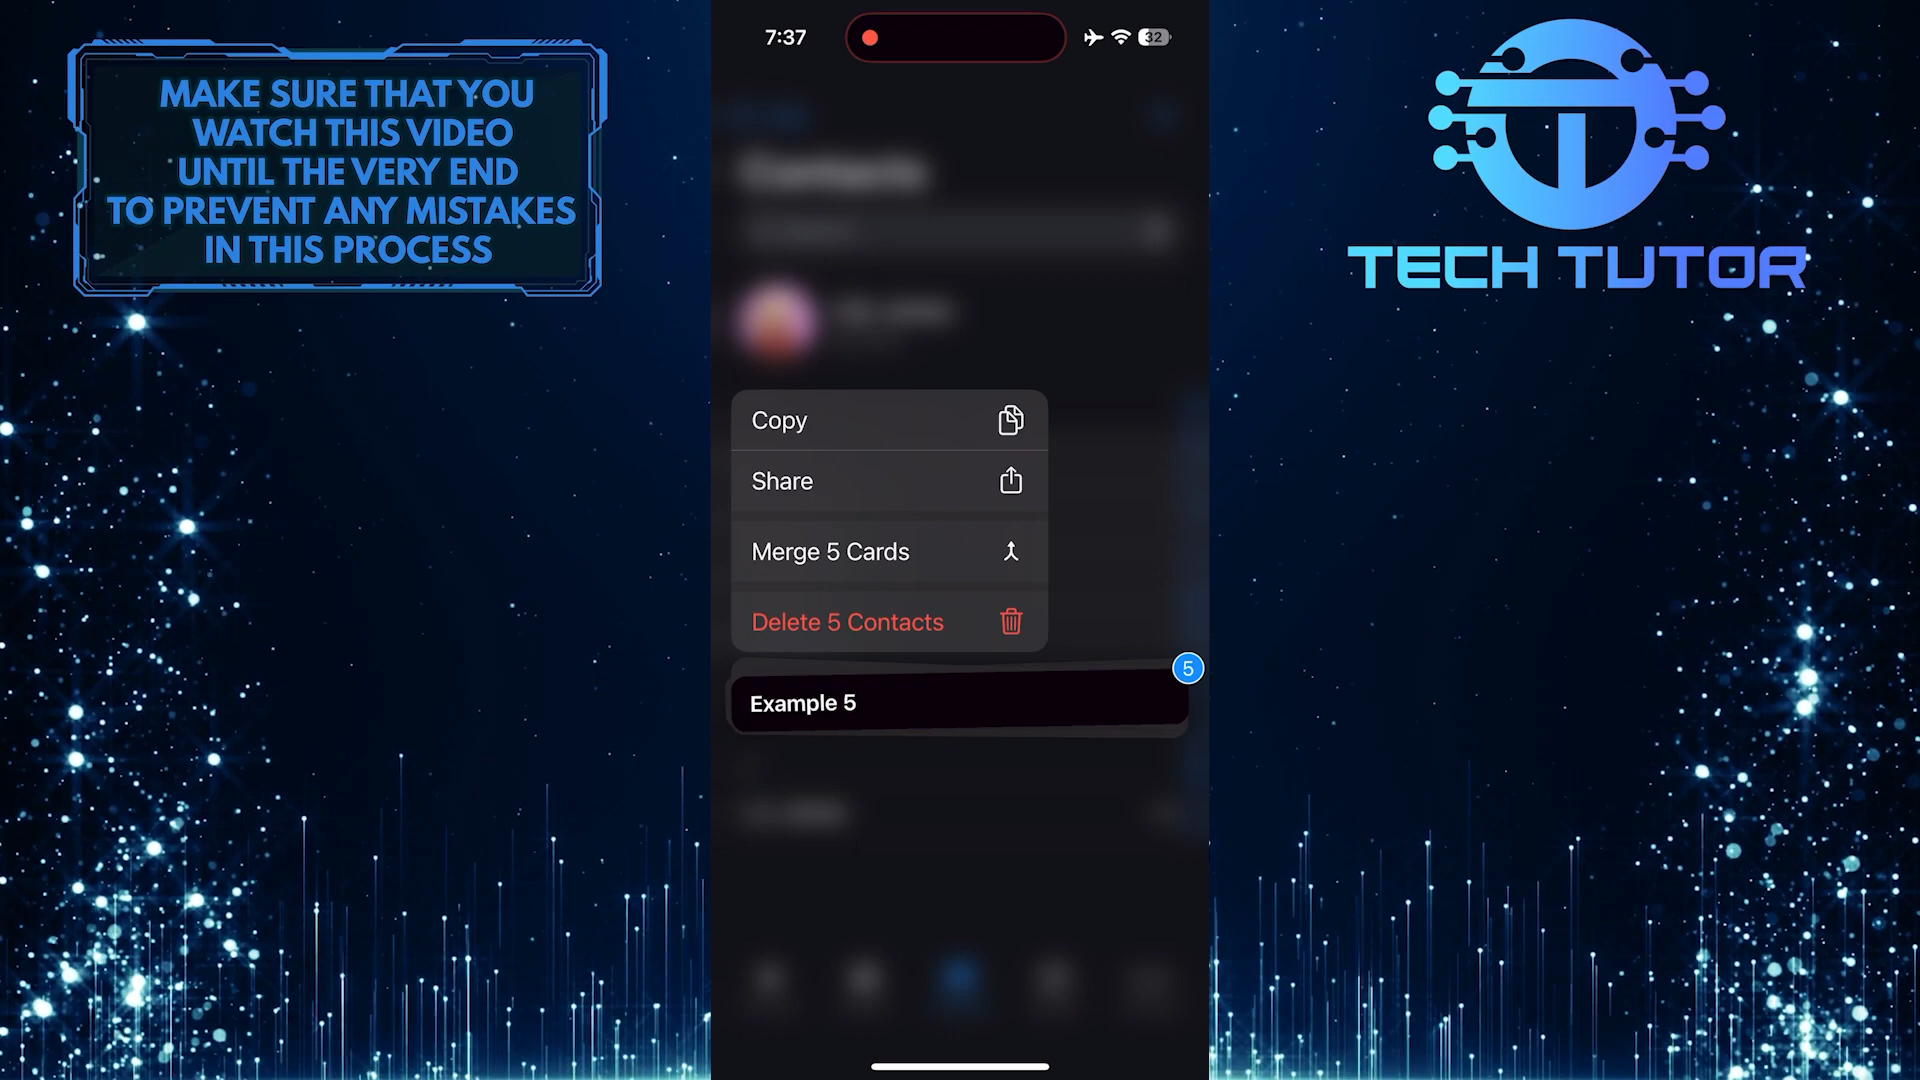 MAKE SURE THAT YOU
WATCH THIS VIDEO
UNTIL THE VERY END
TO PREVENT ANY MISTAKES
IN THIS PROCESS
7:37
32
Contacts
Copy
Share
Merge 5 Cards
Delete 5 Contacts
5
Example 5
TECH TUTOR